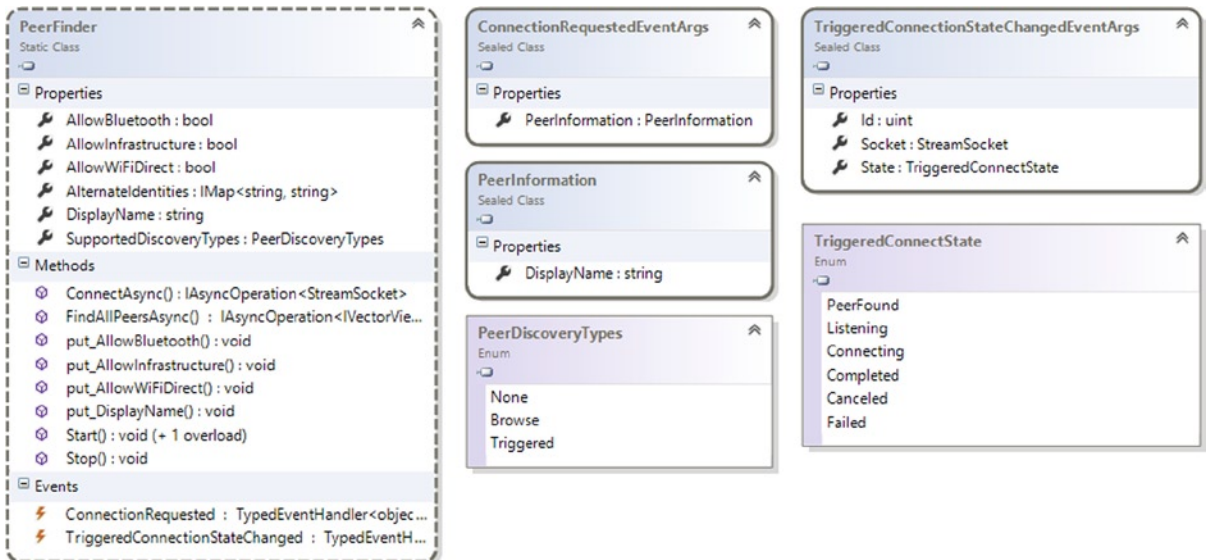 PeerFinder
Static Class
Properties
AllowBluetooth : bool
AllowInfrastructure : bool
AllowWiFiDirect : bool
AlternateIdentities : IMap<string, string>
DisplayName : string
SupportedDiscoveryTypes : PeerDiscoveryTypes
Methods
ConnectAsync() : IAsyncOperation<StreamSocket>
FindAllPeersAsync() : IAsyncOperation<IVectorVie...
put_AllowBluetooth() : void
put_AllowInfrastructure() : void
put_AllowWiFiDirect() : void
put_DisplayName() : void
Start() : void (+ 1 overload)
Stop() : void
Events
ConnectionRequested : TypedEventHandler<objec...
TriggeredConnectionStateChanged : TypedEventH...
ConnectionRequestedEventArgs
Sealed Class
Properties
PeerInformation : PeerInformation
PeerInformation
Sealed Class
Properties
DisplayName : string
PeerDiscoveryTypes
Enum
None
Browse
Triggered
TriggeredConnectionStateChangedEventArgs
Sealed Class
Properties
Id : uint
Socket : StreamSocket
State : TriggeredConnectState
TriggeredConnectState
Enum
PeerFound
Listening
Connecting
Completed
Canceled
Failed